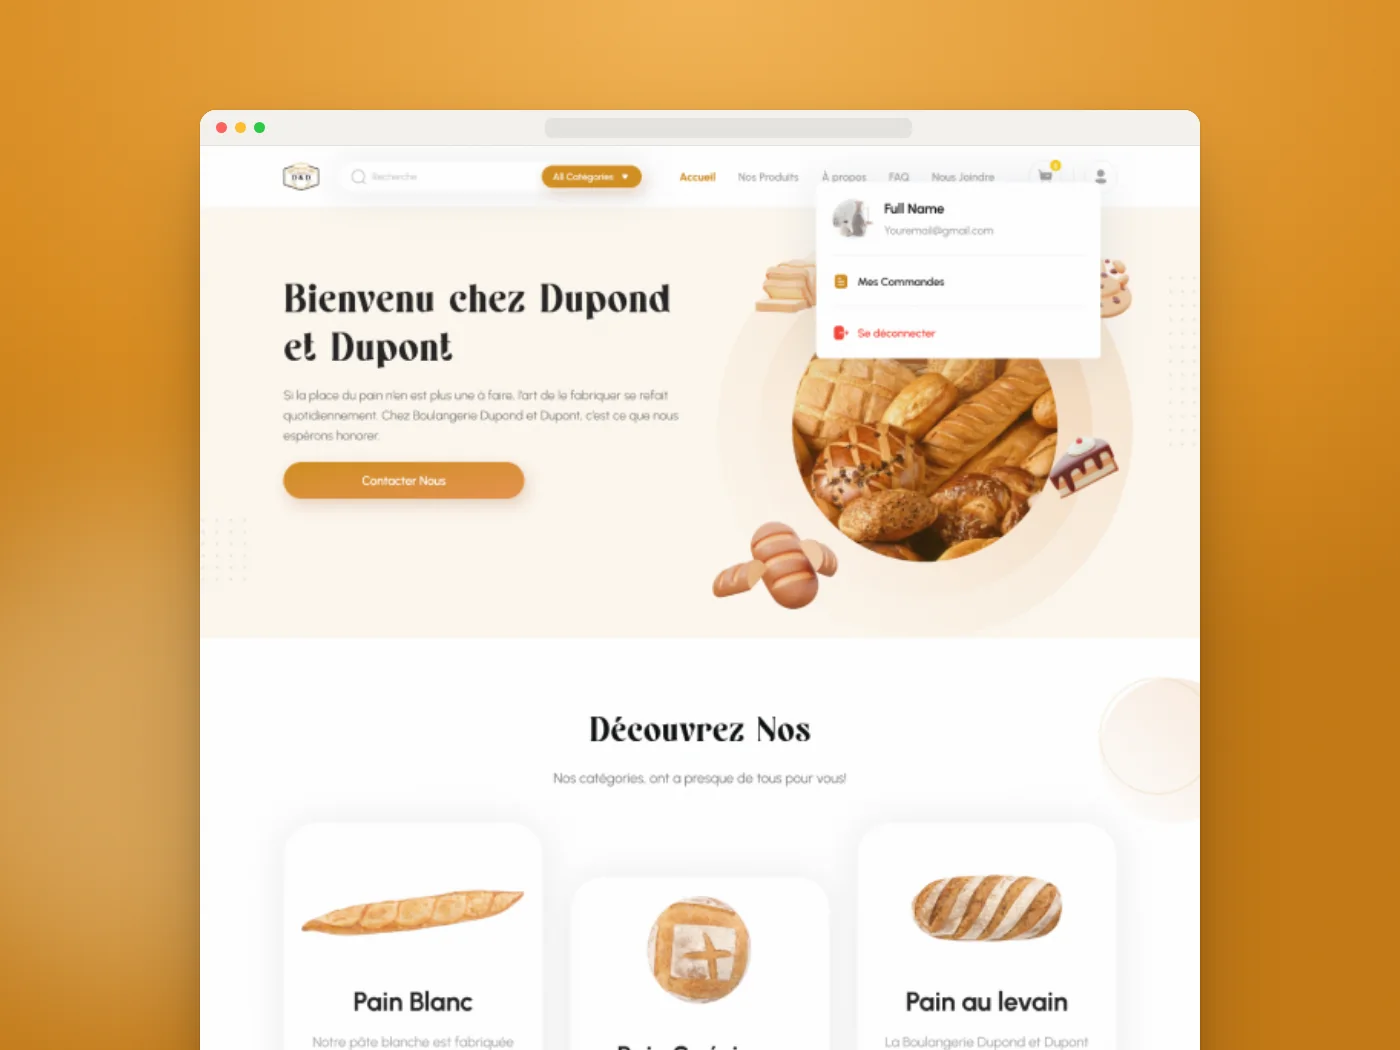 D&D
Recherche
All Catégories
Accueil
Nos Produits
À propos
FAQ
Nous Joindre
Full Name
Youremail@gmail.com
Mes Commandes
Se déconnecter
Bienvenu chez Dupond
et Dupont
Si la place du pain n'en est plus une à faire, l'art de le fabriquer se refait
quotidiennement. Chez Boulangerie Dupond et Dupont, c'est ce que nous
espérons honorer.
Contacter Nous
Découvrez Nos
Nos catégories, ont a presque de tous pour vous!
Pain Blanc
Notre pâte blanche est fabriquée
Pain au levain
La Boulangerie Dupond et Dupont